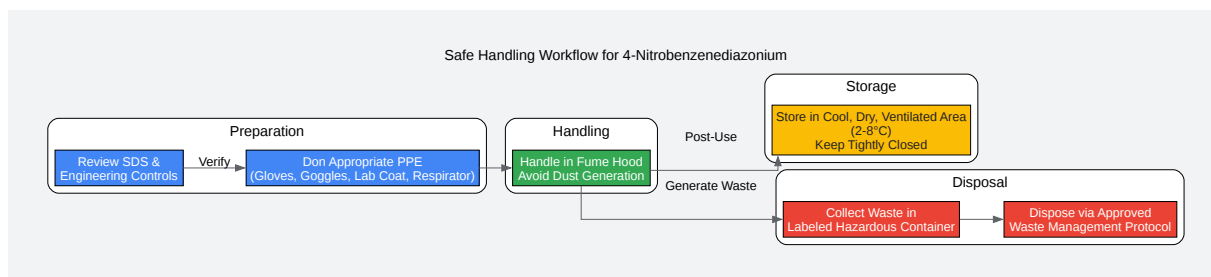 Safe Handling Workflow for 4-Nitrobenzenediazonium
Preparation
Review SDS &
Engineering Controls
Verify
Don Appropriate PPE
(Gloves, Goggles, Lab Coat, Respirator)
Handling
Handle in Fume Hood
Avoid Dust Generation
Post-Use
Generate Waste
Storage
Store in Cool, Dry, Ventilated Area
(2-8°C)
Keep Tightly Closed
Disposal
Collect Waste in
Labeled Hazardous Container
Dispose via Approved
Waste Management Protocol